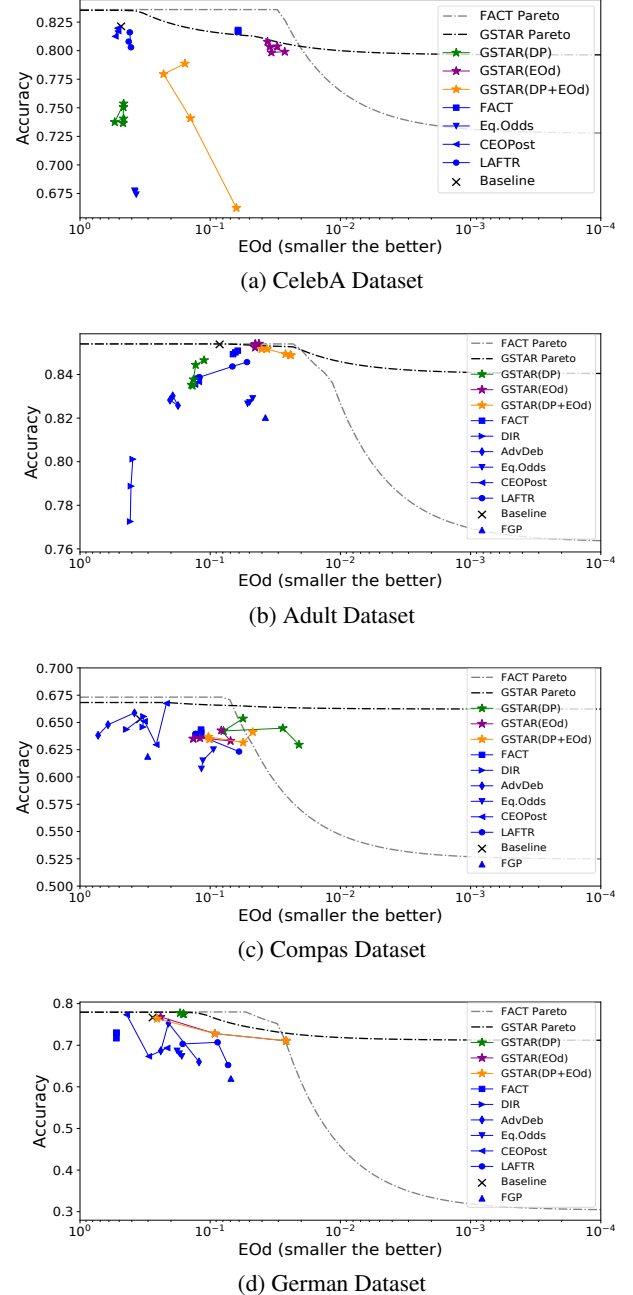 FACT Pareto
GSTAR Pareto
GSTAR(DP)
GSTAR(EOd)
GSTAR(DP+EOd)
FACT
Eq.Odds
CEOPost
LAFTR
Baseline
Accuracy
0.825
0.800
0.775
0.750
0.725
0.700
0.675
10⁰ 10⁻¹ 10⁻² 10⁻³ 10⁻⁴
EOd (smaller the better)
(a) CelebA Dataset
FACT Pareto
GSTAR Pareto
GSTAR(DP)
GSTAR(EOd)
GSTAR(DP+EOd)
FACT
DIR
AdvDeb
Eq.Odds
CEOPost
LAFTR
Baseline
FGP
Accuracy
0.84
0.82
0.80
0.78
0.76
10⁰ 10⁻¹ 10⁻² 10⁻³ 10⁻⁴
EOd (smaller the better)
(b) Adult Dataset
FACT Pareto
GSTAR Pareto
GSTAR(DP)
GSTAR(EOd)
GSTAR(DP+EOd)
FACT
DIR
AdvDeb
Eq.Odds
CEOPost
LAFTR
Baseline
FGP
Accuracy
0.700
0.675
0.650
0.625
0.600
0.575
0.550
0.525
0.500
10⁰ 10⁻¹ 10⁻² 10⁻³ 10⁻⁴
EOd (smaller the better)
(c) Compas Dataset
FACT Pareto
GSTAR Pareto
GSTAR(DP)
GSTAR(EOd)
GSTAR(DP+EOd)
FACT
DIR
AdvDeb
Eq.Odds
CEOPost
LAFTR
Baseline
FGP
Accuracy
0.8
0.7
0.6
0.5
0.4
0.3
10⁰ 10⁻¹ 10⁻² 10⁻³ 10⁻⁴
EOd (smaller the better)
(d) German Dataset